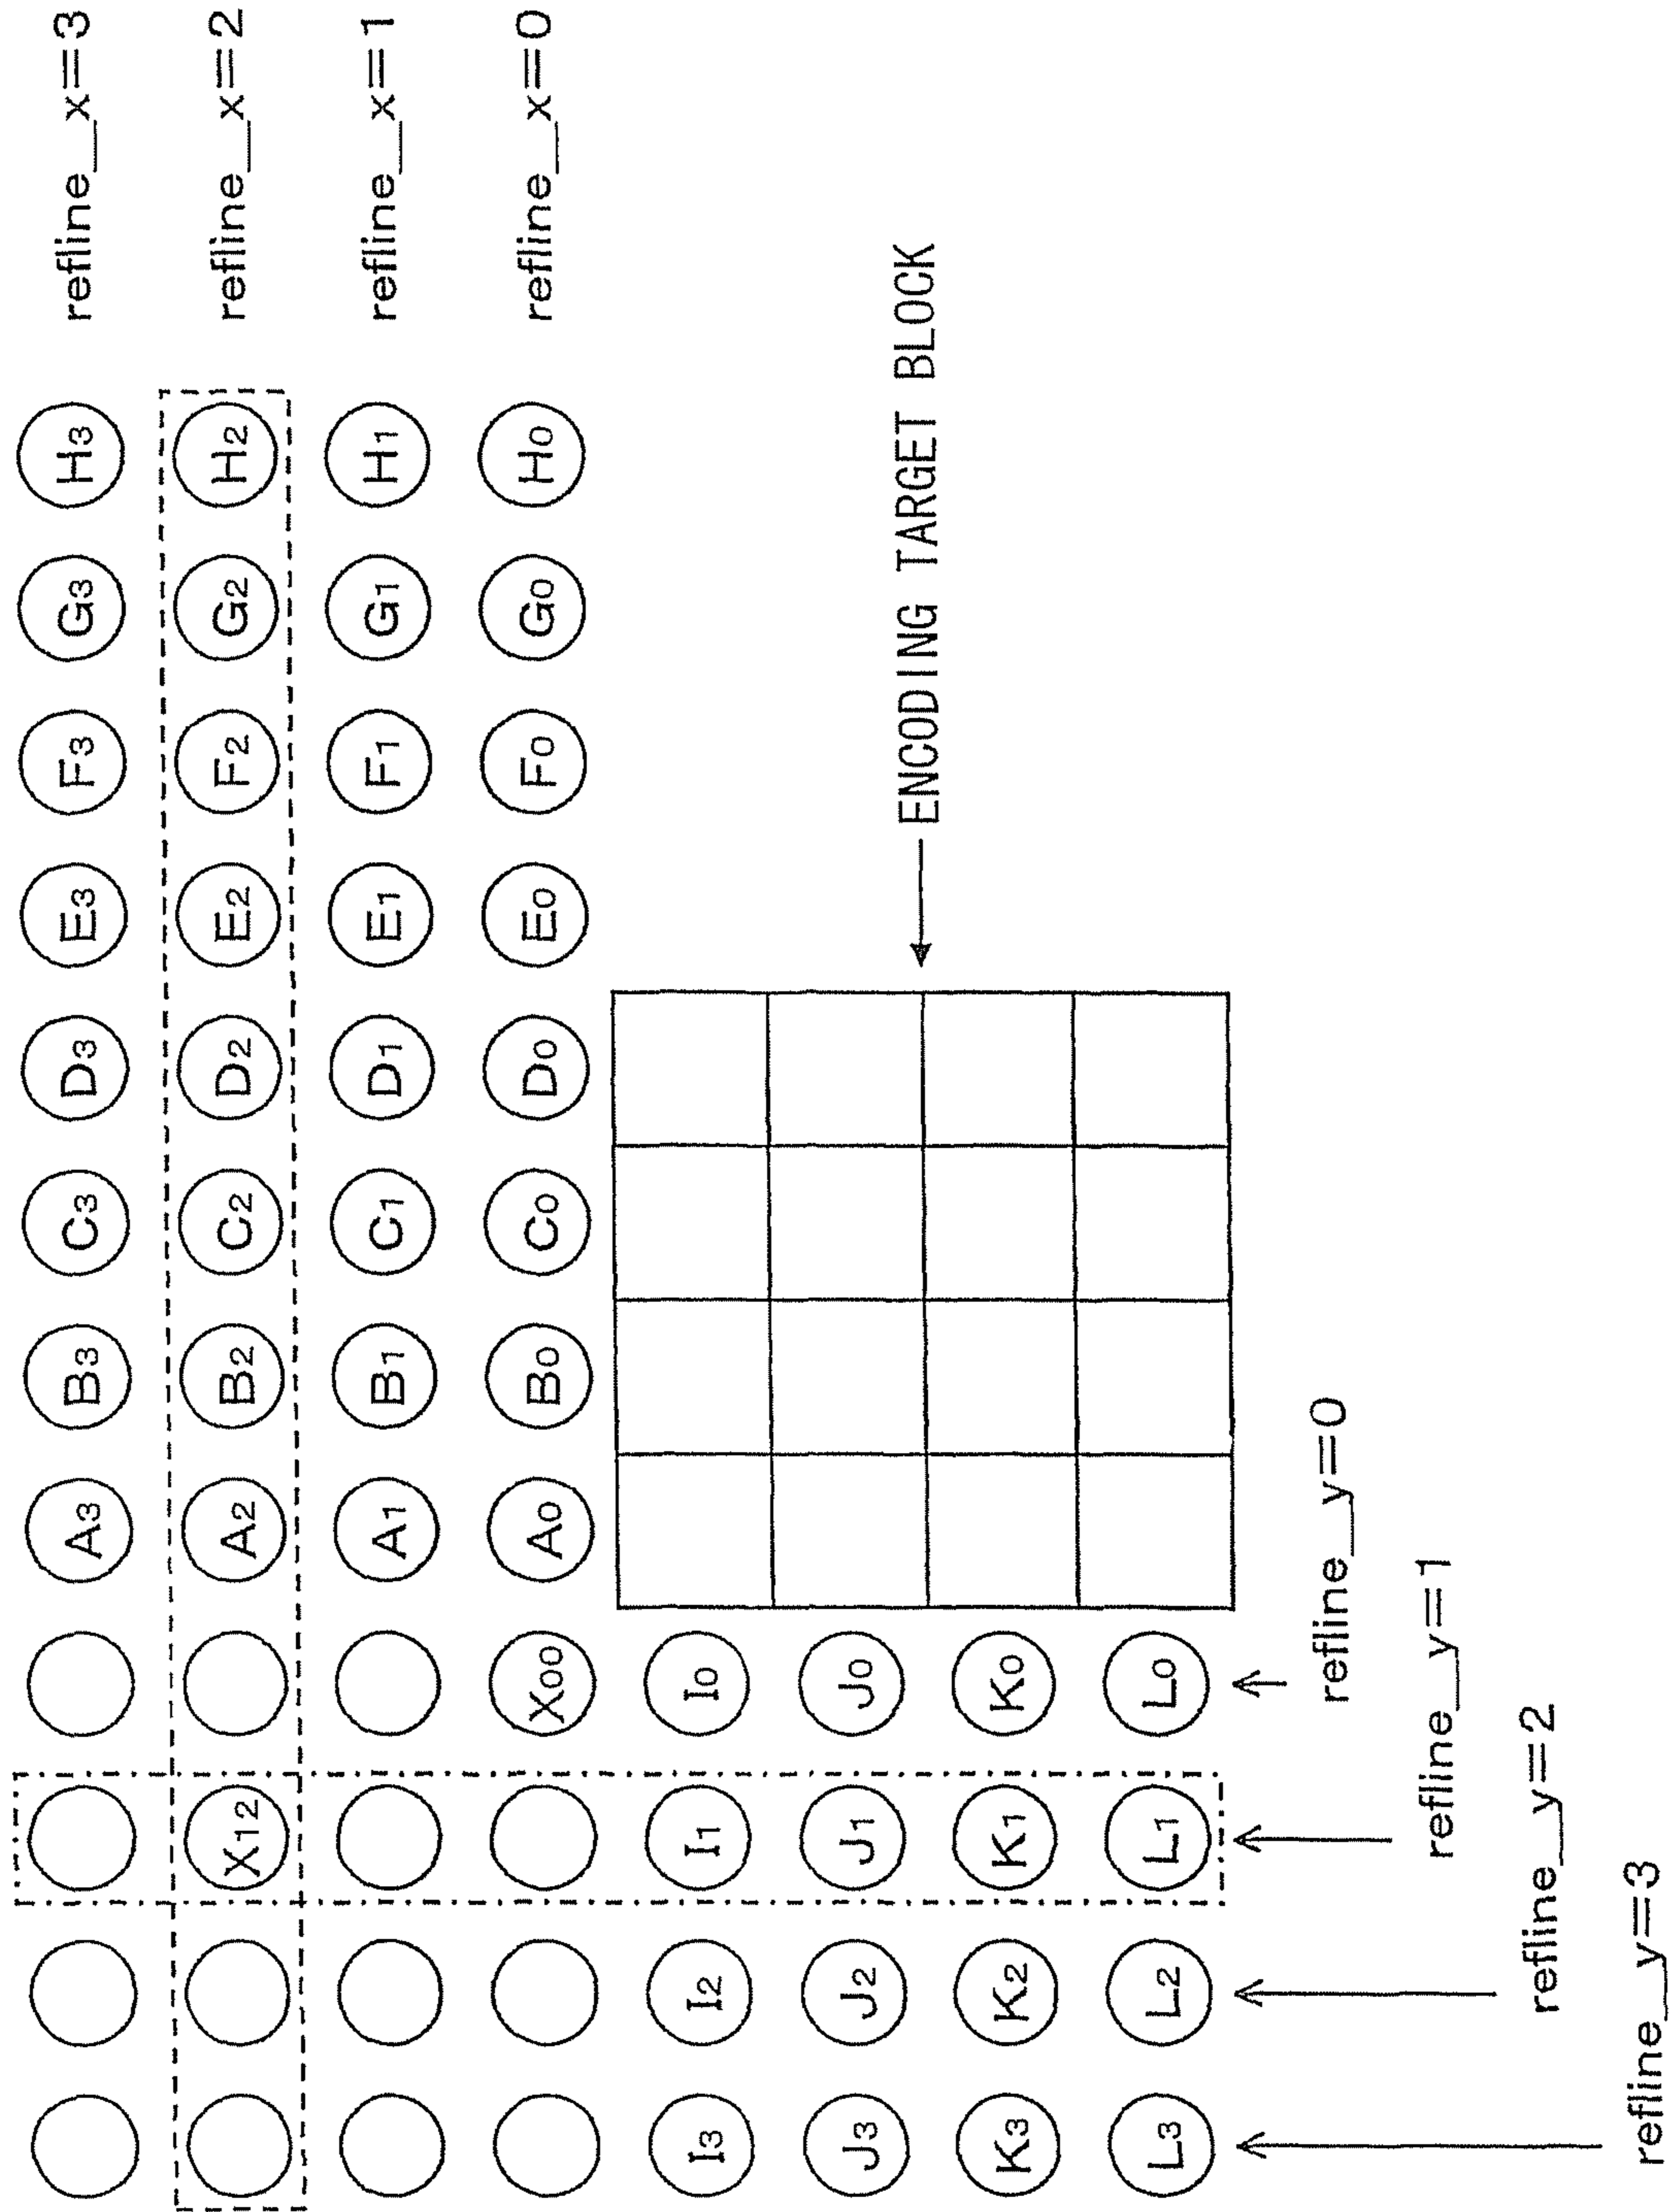 A3 B3 C3 D3 E3 F3 G3 H3 refline_x=3
X12 A2 B2 C2 D2 E2 F2 G2 H2 refline_x=2
A1 B1 C1 D1 E1 F1 G1 H1 refline_x=1
X00 A0 B0 C0 D0 E0 F0 G0 H0 refline_x=0
I3 I2 I1 I0
J3 J2 J1 J0
ENCODING TARGET BLOCK
K3 K2 K1 K0
L3 L2 L1 L0
refline_y=0
refline_y=1
refline_y=2
refline_y=3